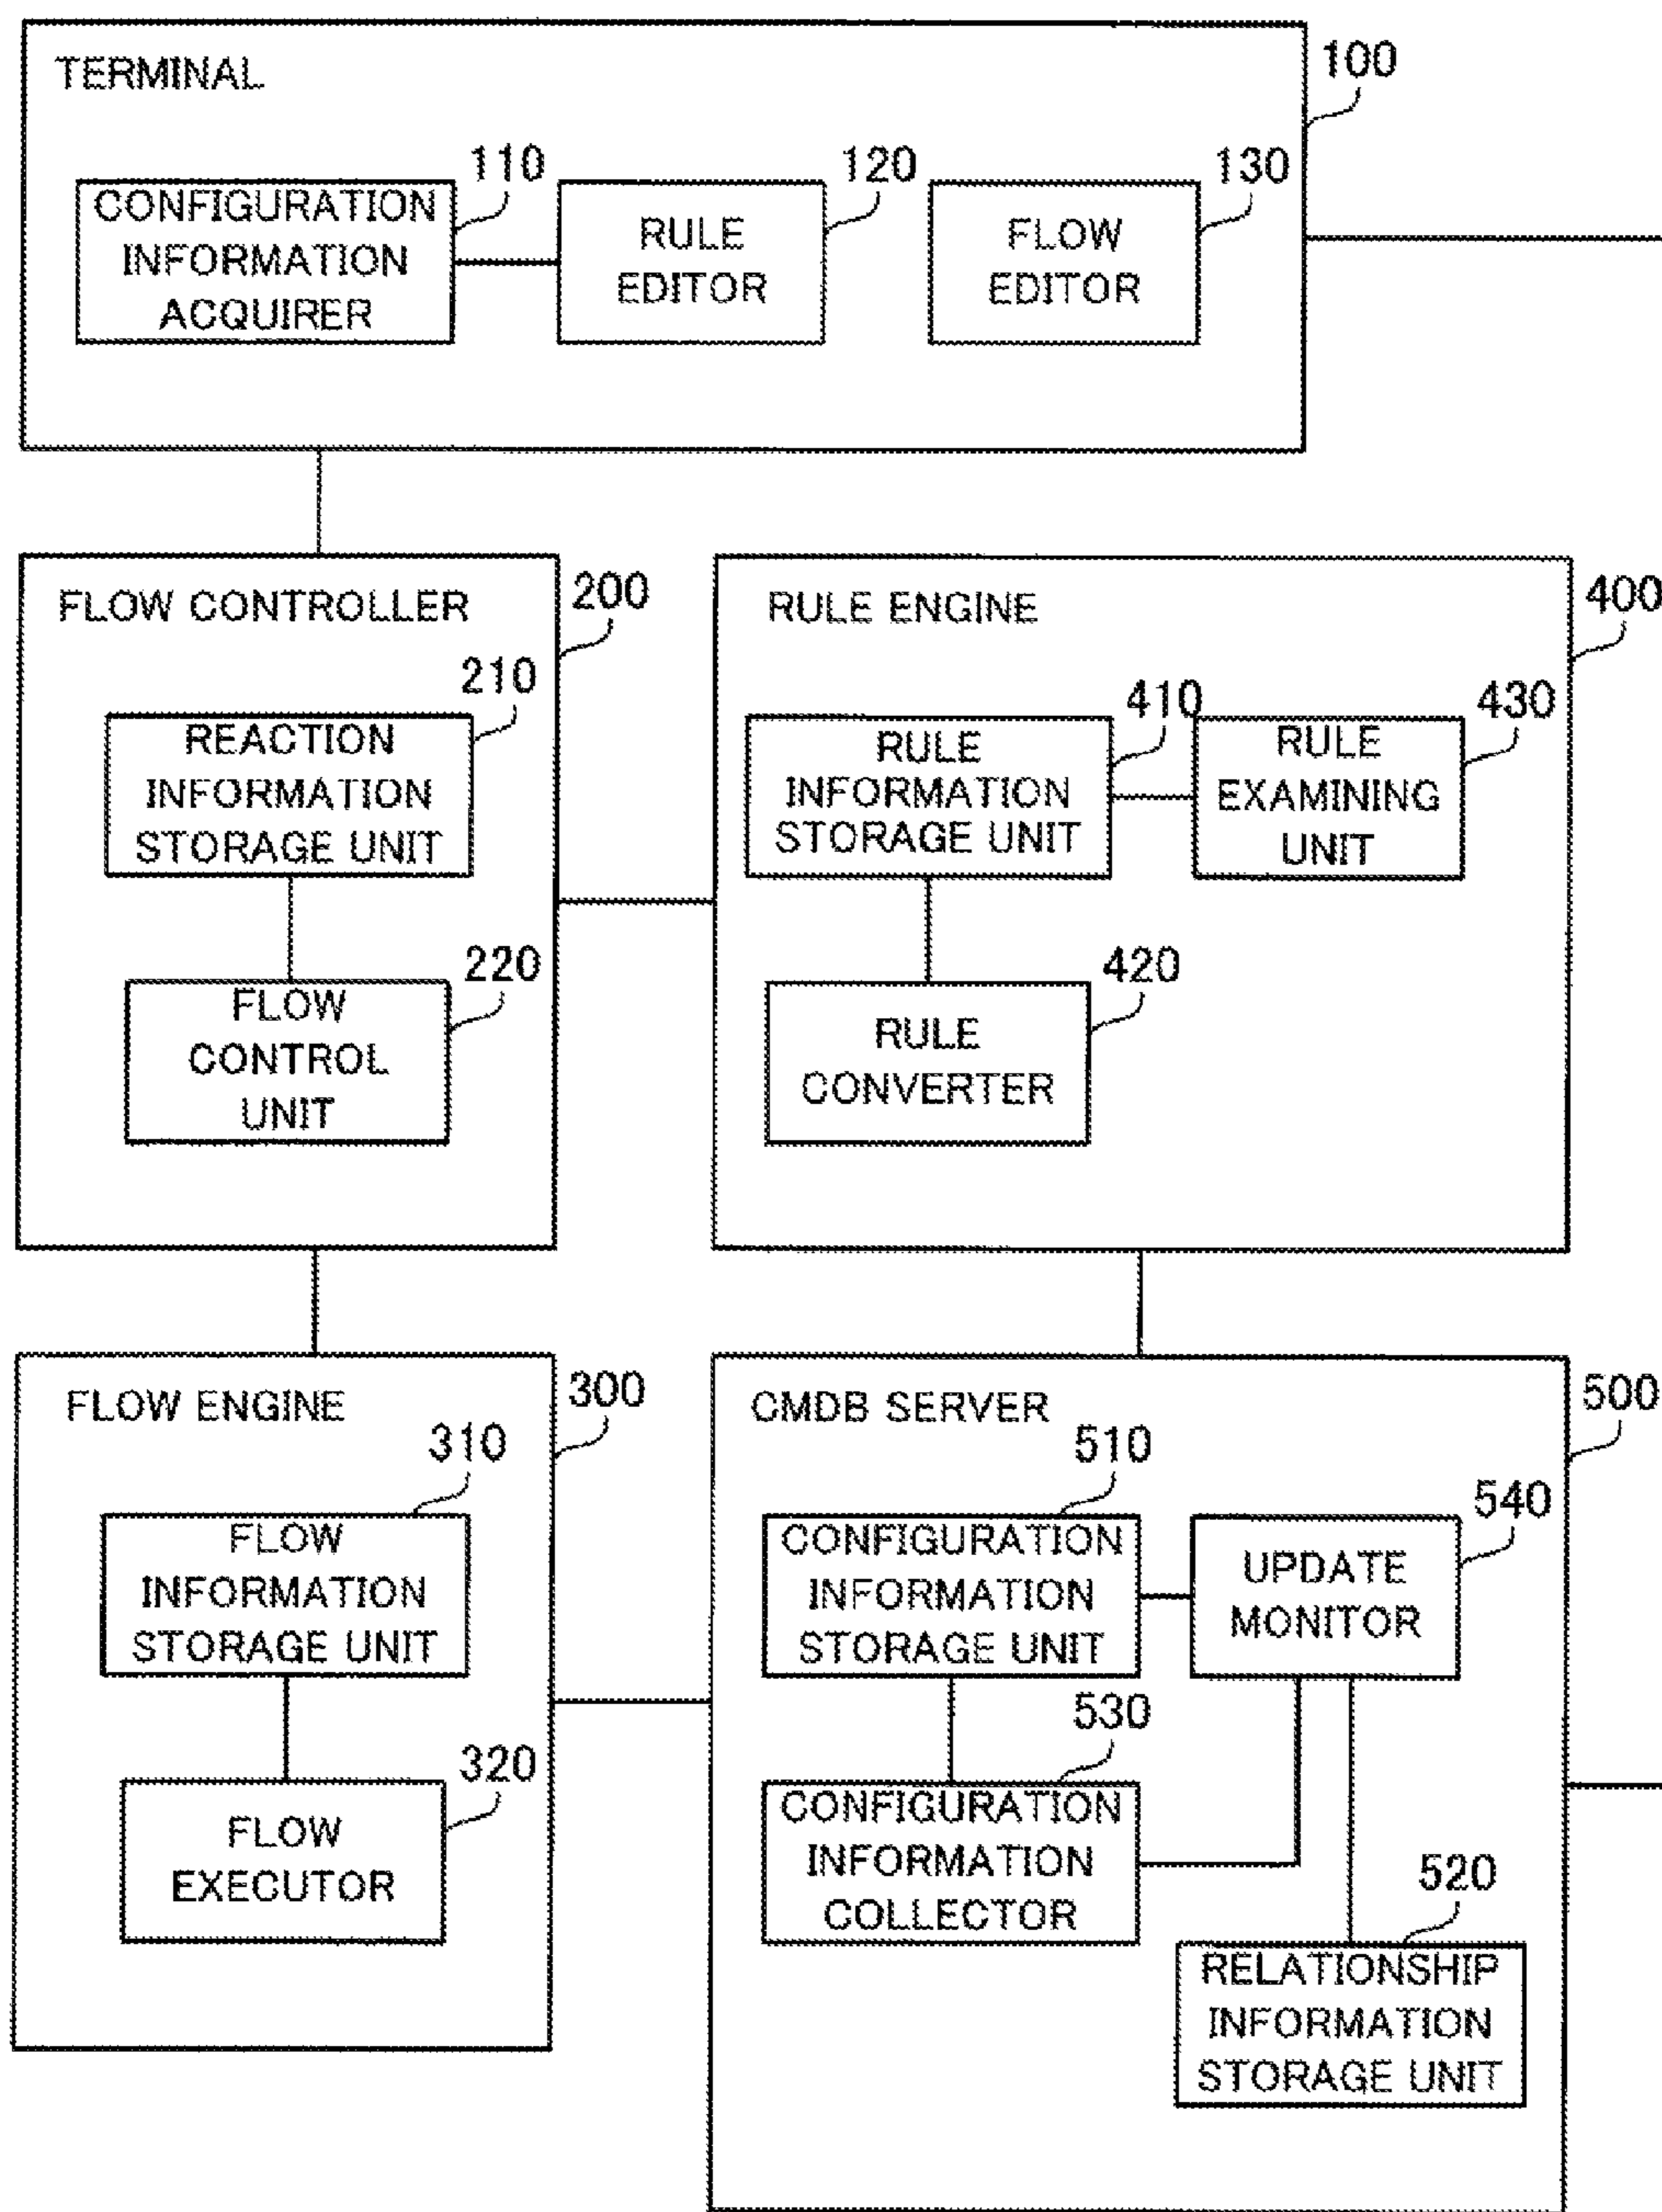 TERMINAL
100
CONFIGURATION
INFORMATION
ACQUIRER
110
RULE
EDITOR
120
FLOW
EDITOR
130
FLOW CONTROLLER
200
REACTION
INFORMATION
STORAGE UNIT
210
FLOW
CONTROL
UNIT
220
RULE ENGINE
400
RULE
INFORMATION
STORAGE UNIT
410
RULE
EXAMINING
UNIT
430
RULE
CONVERTER
420
FLOW ENGINE
300
FLOW
INFORMATION
STORAGE UNIT
310
FLOW
EXECUTOR
320
CMDB SERVER
500
CONFIGURATION
INFORMATION
STORAGE UNIT
510
UPDATE
MONITOR
540
CONFIGURATION
INFORMATION
COLLECTOR
530
RELATIONSHIP
INFORMATION
STORAGE UNIT
520